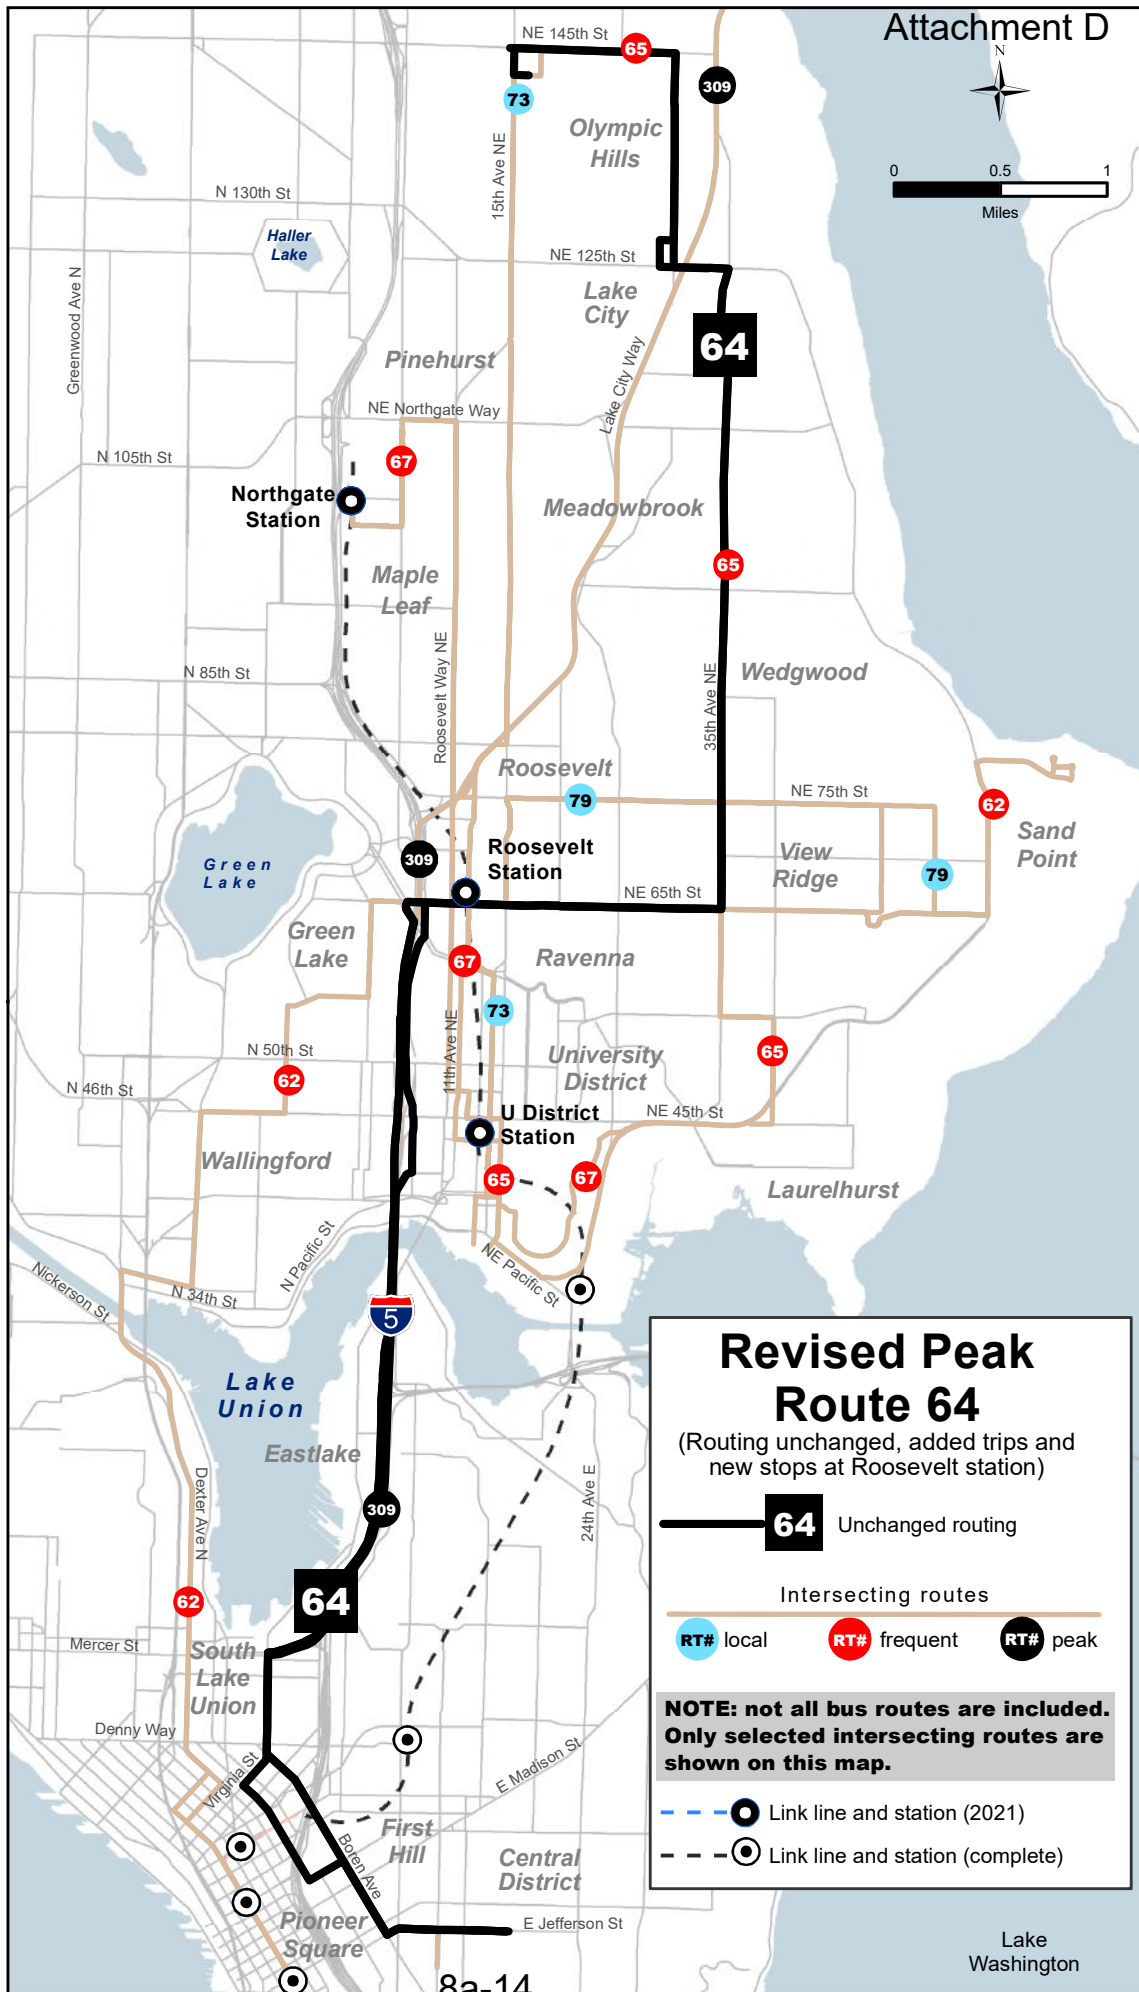 Attachment D
N
NE 145th St
65
309
73
Olympic
Hills
0
0.5
1
Miles
15th Ave NE
N 130th St
Haller
Lake
NE 125th St
Greenwood Ave N
Lake
City
64
Pinehurst
Lake City Way
NE Northgate Way
N 105th St
67
Northgate
Station
Meadowbrook
65
Maple
Leaf
Roosevelt Way NE
N 85th St
35th Ave NE
Wedgwood
Roosevelt
79
NE 75th St
62
Sand
Point
309
Roosevelt
Station
View
Ridge
79
Green
Lake
NE 65th St
Green
Lake
67
Ravenna
73
11th Ave NE
N 50th St
University
District
65
62
N 46th St
U District
Station
NE 45th St
Wallingford
65
67
Laurelhurst
N Pacific St
NE Pacific St
Nickerson St
N 34th St
5
Lake
Union
Eastlake
Dexter Ave N
24th Ave E
309
64
62
Mercer St
South
Lake
Union
Denny Way
Virginia St
E Madison St
First
Hill
Boren Ave
Central
District
Pioneer
Square
E Jefferson St
8a-14
Revised Peak
Route 64
(Routing unchanged, added trips and
new stops at Roosevelt station)
64 Unchanged routing
Intersecting routes
RT# local RT# frequent RT# peak
NOTE: not all bus routes are included.
Only selected intersecting routes are
shown on this map.
Link line and station (2021)
Link line and station (complete)
Lake
Washington